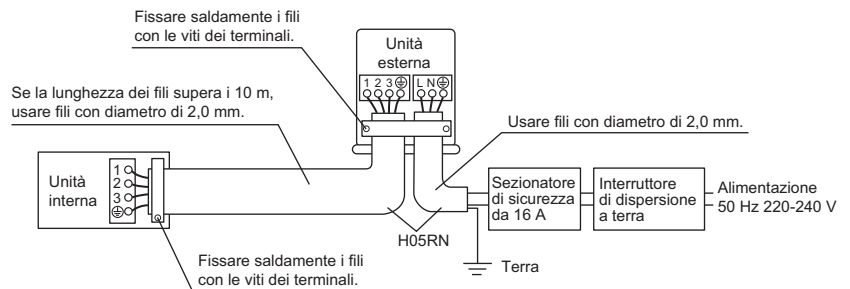 Fissare saldamente i fili
con le viti dei terminali.
Unità
esterna
1 2 3 ⏚ L N ⏚
Se la lunghezza dei fili supera i 10 m,
usare fili con diametro di 2,0 mm.
Usare fili con diametro di 2,0 mm.
Unità
interna
1
2
3
⏚
Sezionatore
di sicurezza
da 16 A
Interruttore
di dispersione
a terra
Alimentazione
50 Hz 220-240 V
H05RN
Terra
Fissare saldamente i fili
con le viti dei terminali.